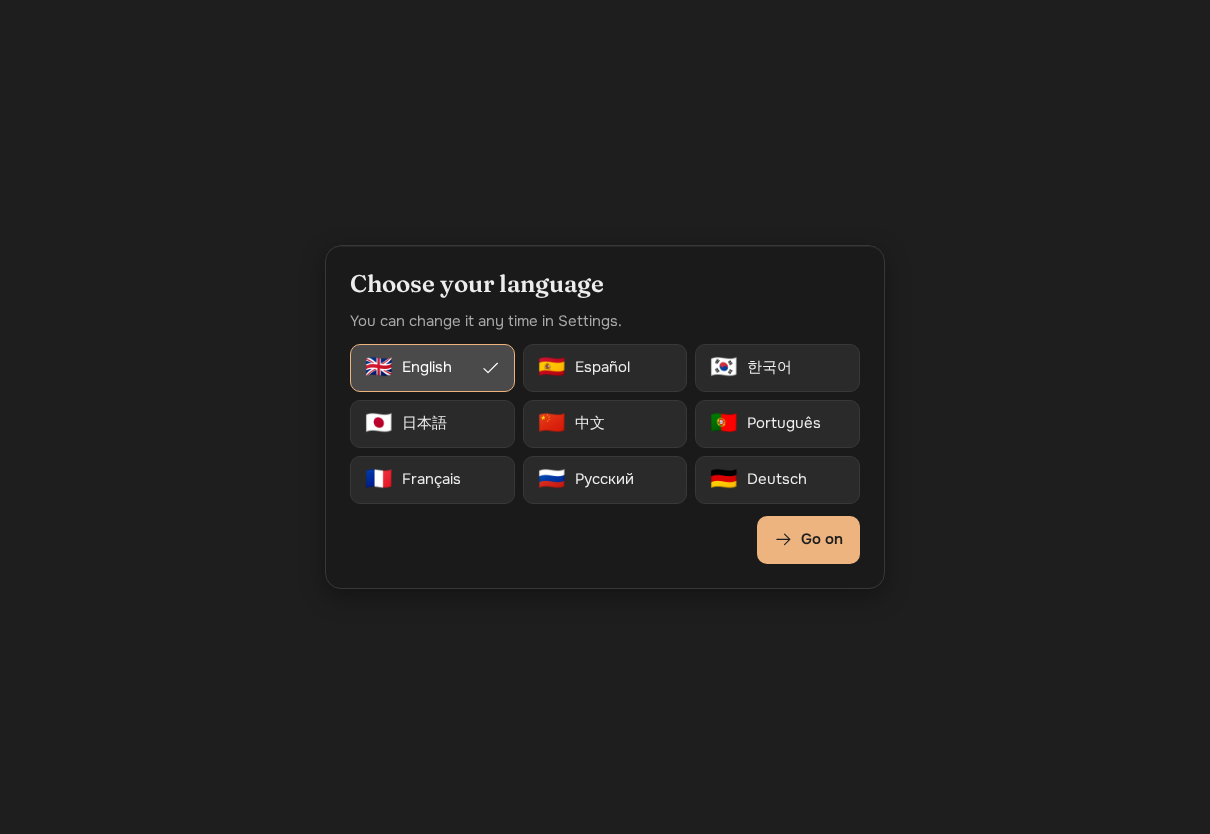 Choose your language
You can change it any time in Settings.
English
Español
한국어
日本語
中文
Português
Français
Русский
Deutsch
Go on